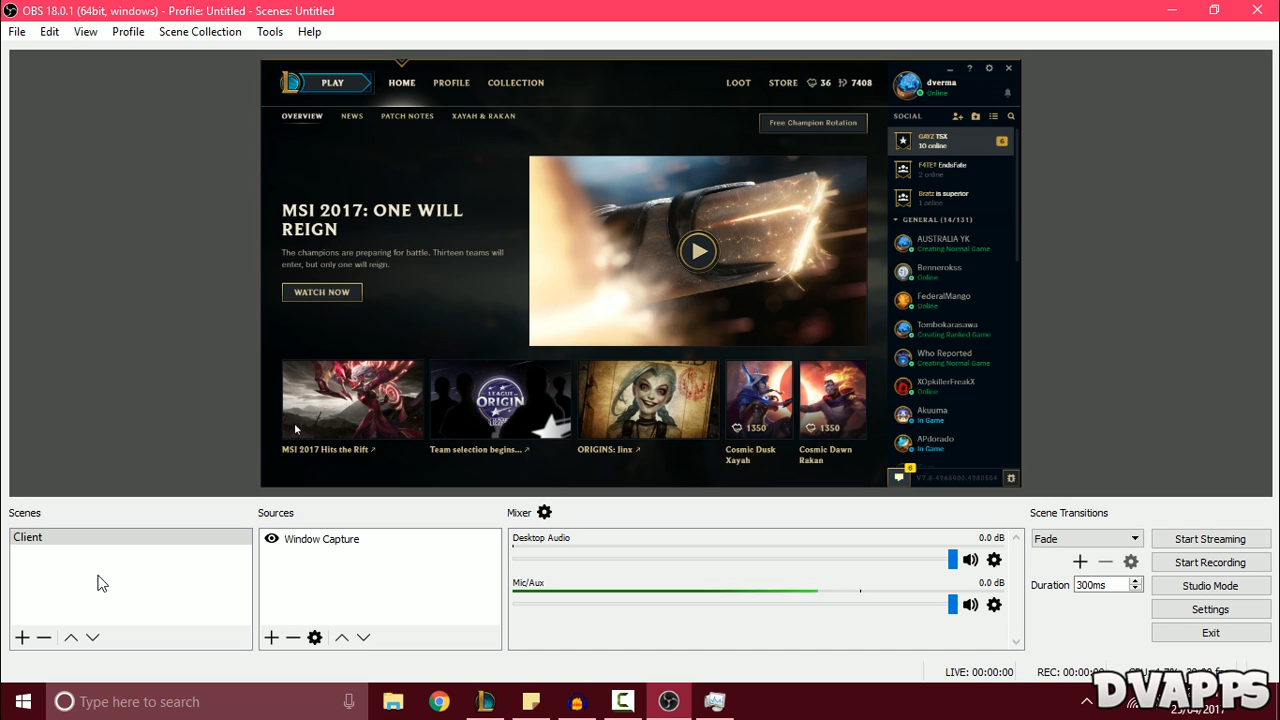 OBS 18.0.1 (64bit, windows) - Profile: Untitled - Scenes: Untitled
File Edit View Profile Scene Collection Tools Help
PLAY HOME PROFILE COLLECTION LOOT STORE 36 7408
dverma
Online
OVERVIEW NEWS PATCH NOTES XAYAH & RAKAN
Free Champion Rotation
SOCIAL
GAYZ TSX
10 online
6
F4TE† EndsFate
2 online
Bratz is superior
1 online
GENERAL (14/131)
AUSTRALIA YK
Creating Normal Game
Bennerokss
Online
FederalMango
Online
Tombokarasawa
Creating Ranked Game
Who Reported
Creating Normal Game
XOpkillerFreakX
Online
Akuuma
In Game
APdorado
In Game
6
MSI 2017: ONE WILL
REIGN
The champions are preparing for battle. Thirteen teams will
enter, but only one will reign.
WATCH NOW
LEAGUE
ORIGIN
1350 1350
MSI 2017 Hits the Rift Team selection begins... ORIGINS: Jinx Cosmic Dusk Cosmic Dawn
Xayah Rakan
Scenes Sources Mixer Scene Transitions
Client
Window Capture
Desktop Audio 0.0 dB
Mic/Aux 0.0 dB
Fade
Duration 300ms
Start Streaming
Start Recording
Studio Mode
Settings
Exit
LIVE: 00:00:00 REC: 00:00:00
Type here to search
DVAPPS